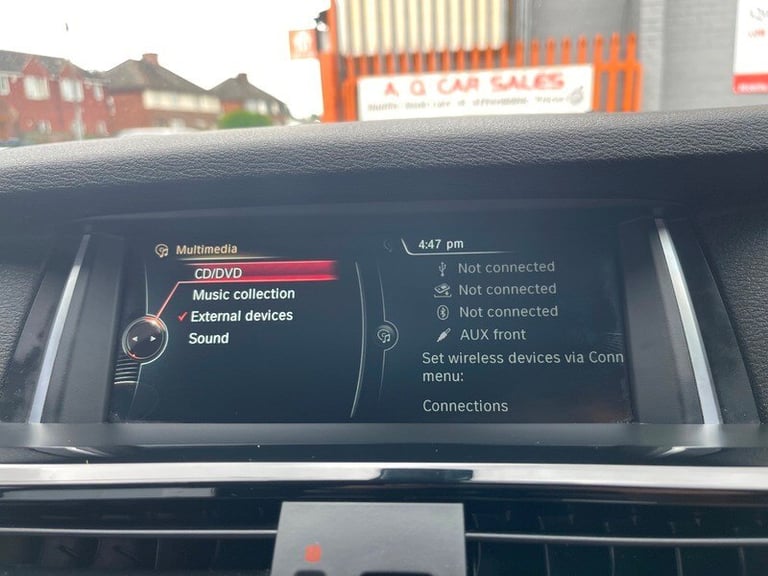 A Q CAR SALES
Multimedia
CD/DVD
Music collection
External devices
Sound
4:47 pm
Not connected
Not connected
Not connected
AUX front
Set wireless devices via Conn
menu:
Connections